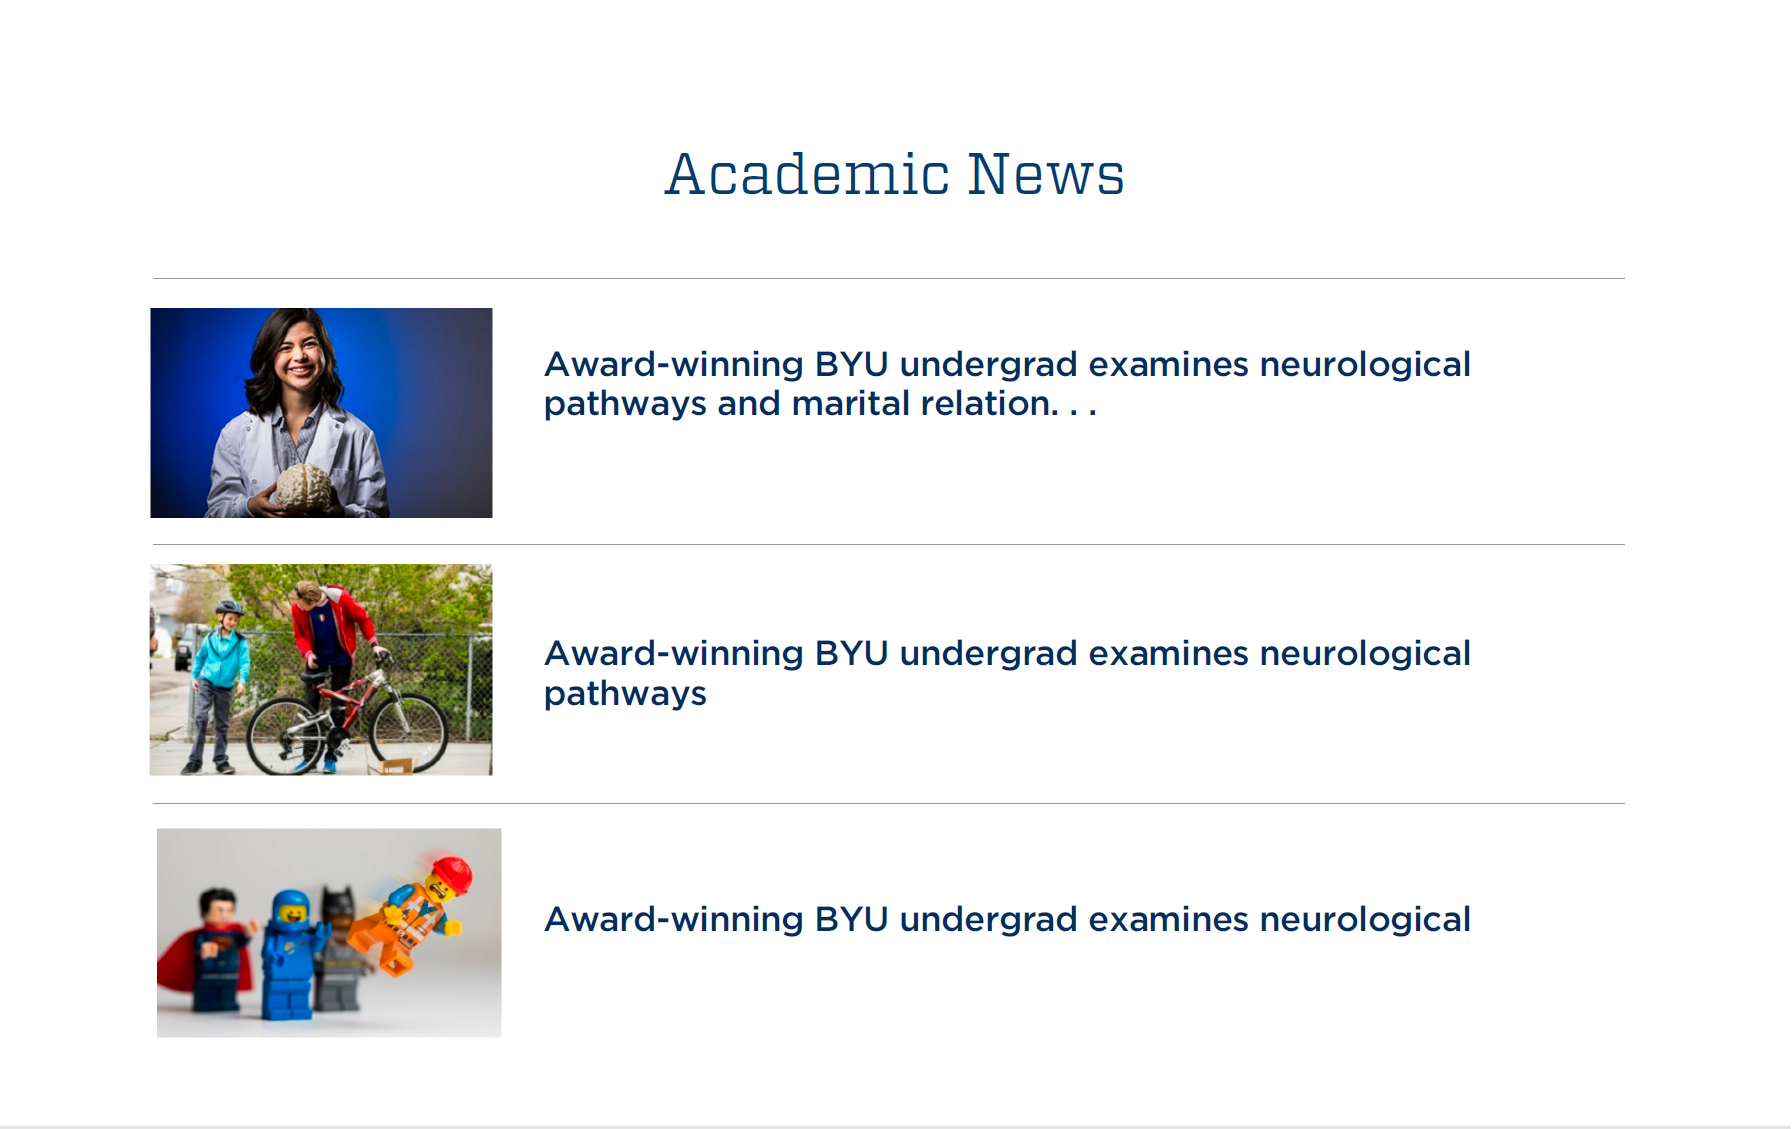 Academic News
Award-winning BYU undergrad examines neurological
pathways and marital relation. . .
Award-winning BYU undergrad examines neurological
pathways
Award-winning BYU undergrad examines neurological